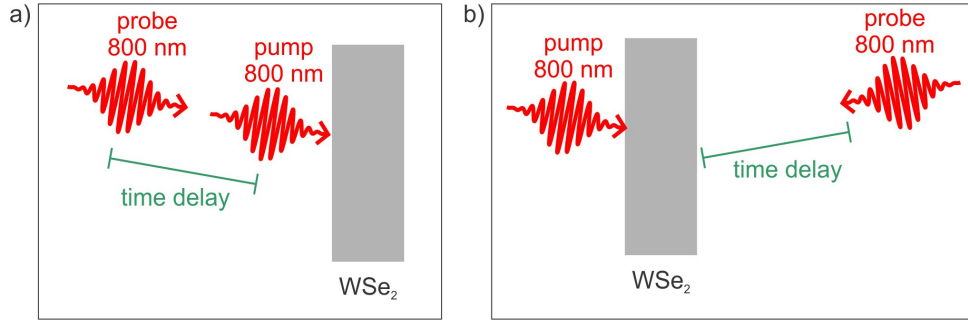 a)
probe
800 nm
pump
800 nm
time delay
WSe₂
b)
pump
800 nm
probe
800 nm
time delay
WSe₂